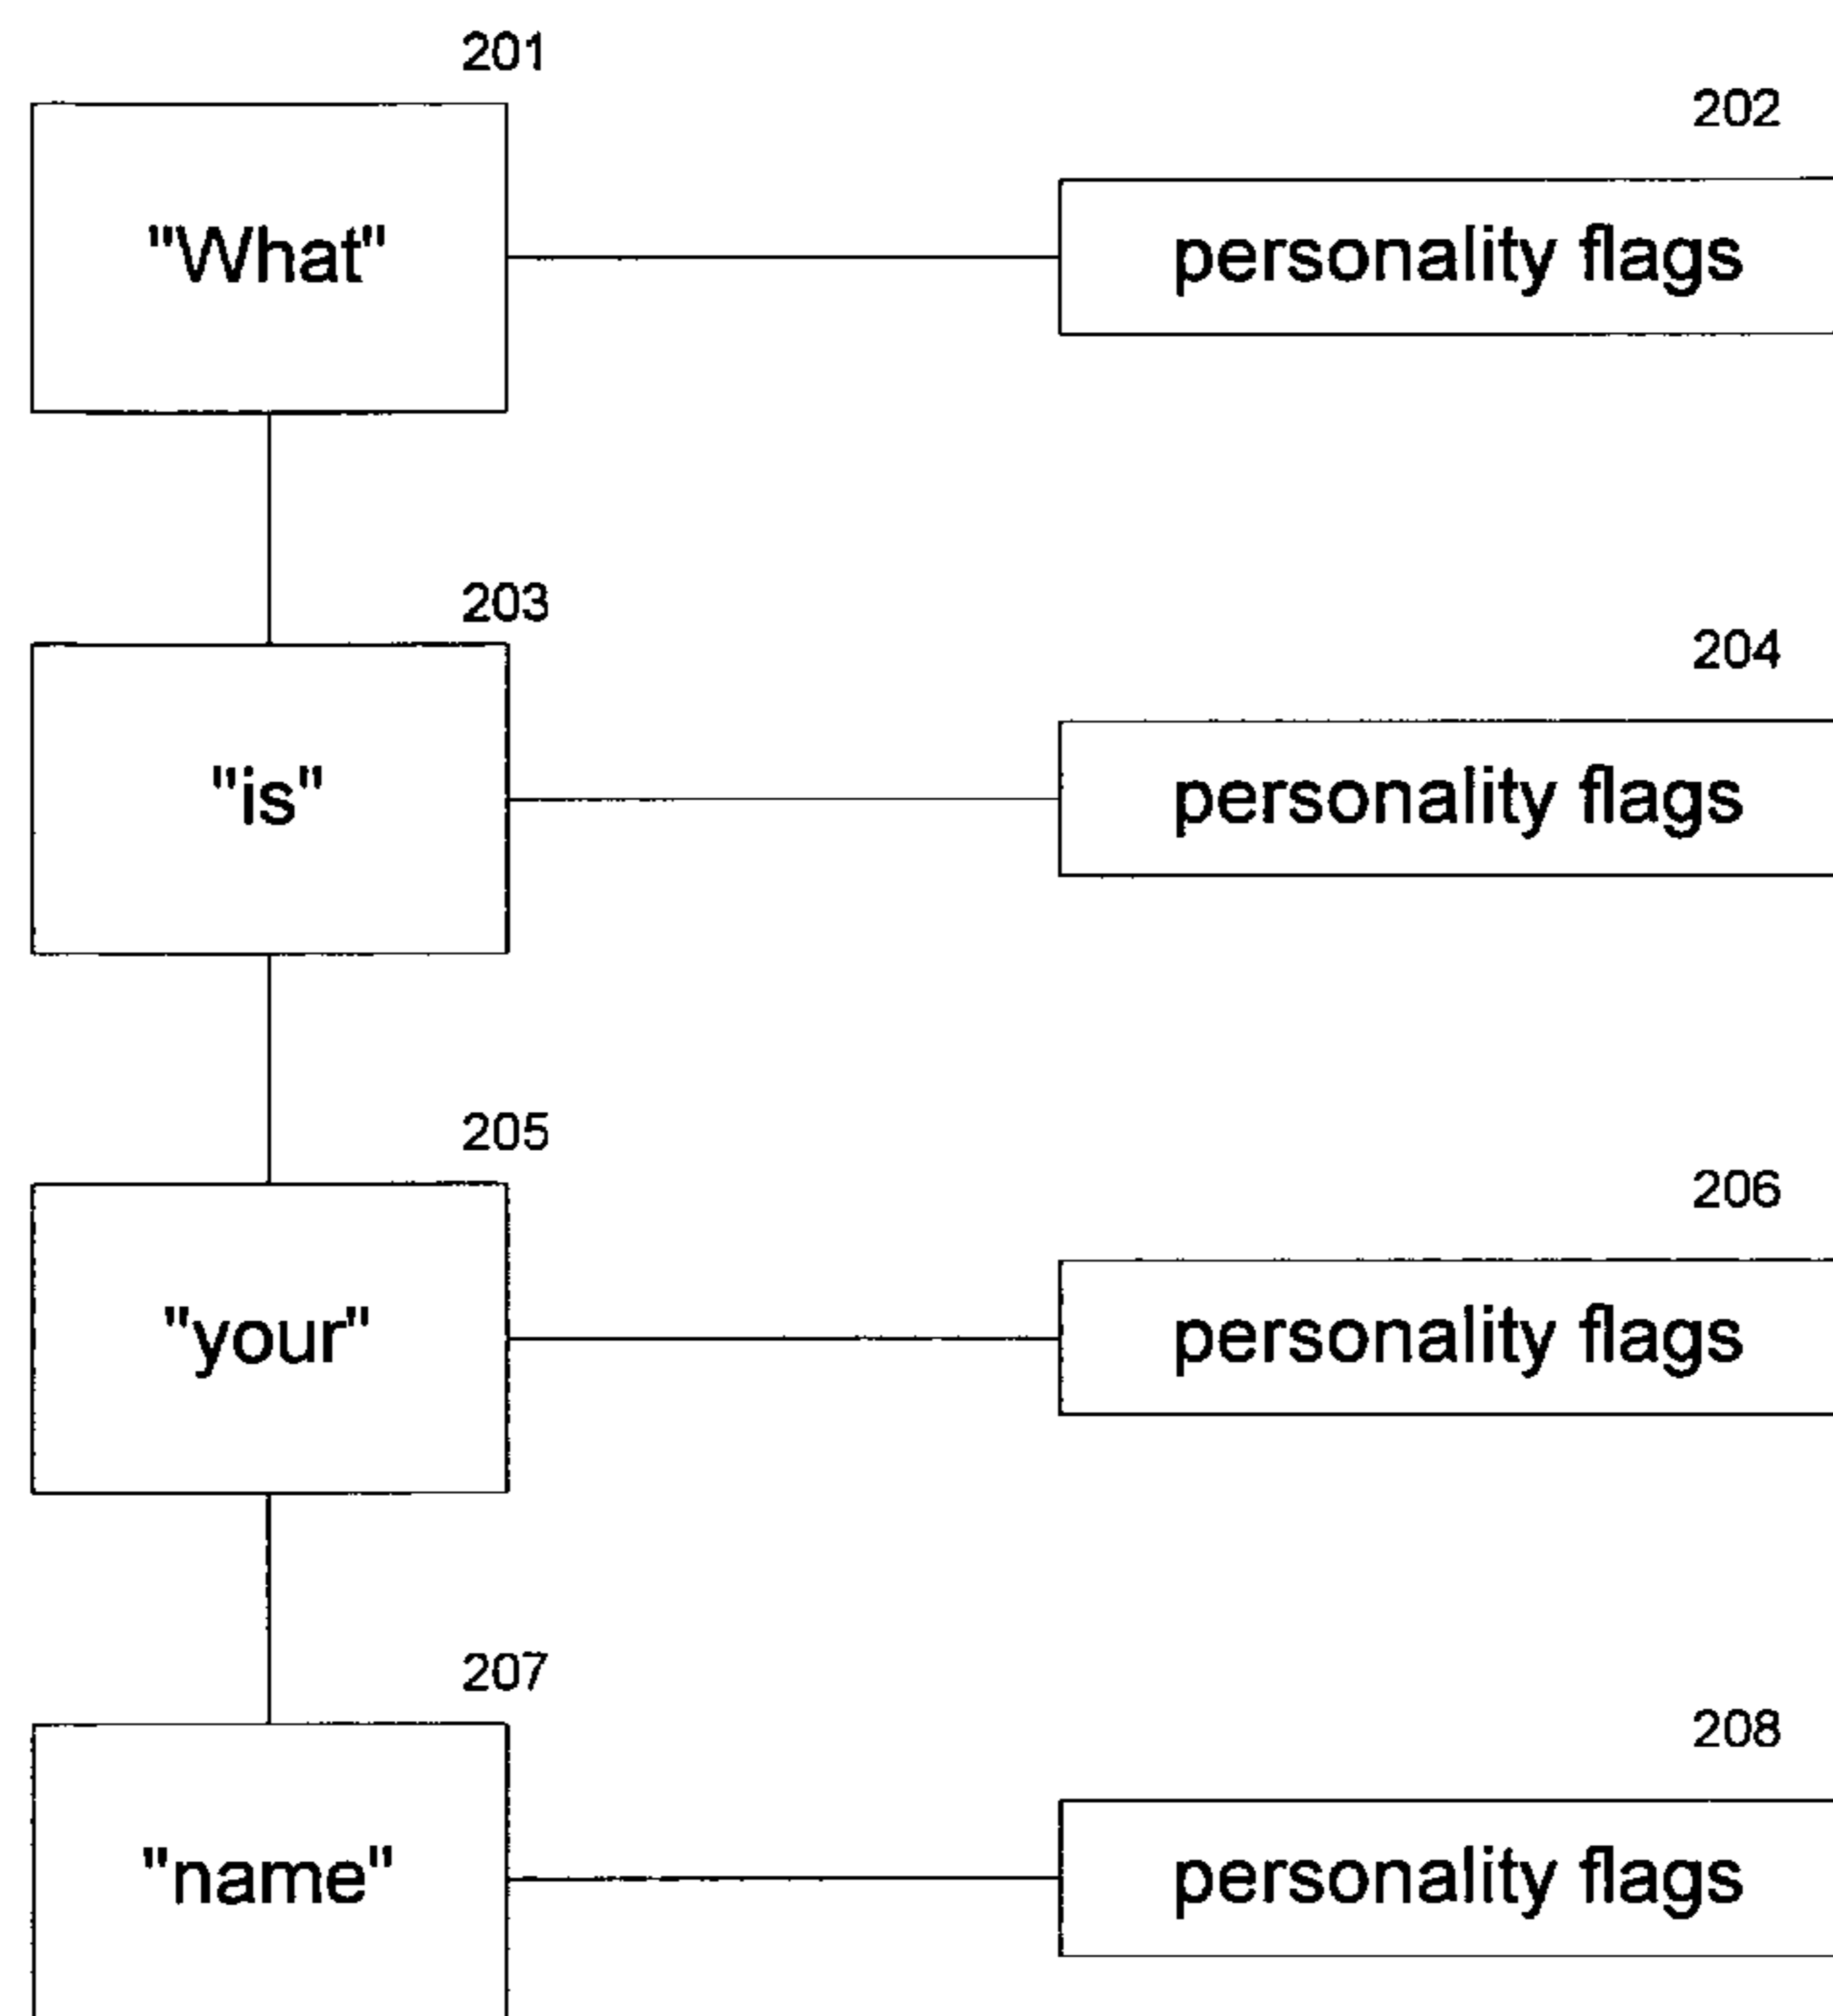 201
202
"What"
personality flags
203
204
"is"
personality flags
205
206
"your"
personality flags
207
208
"name"
personality flags